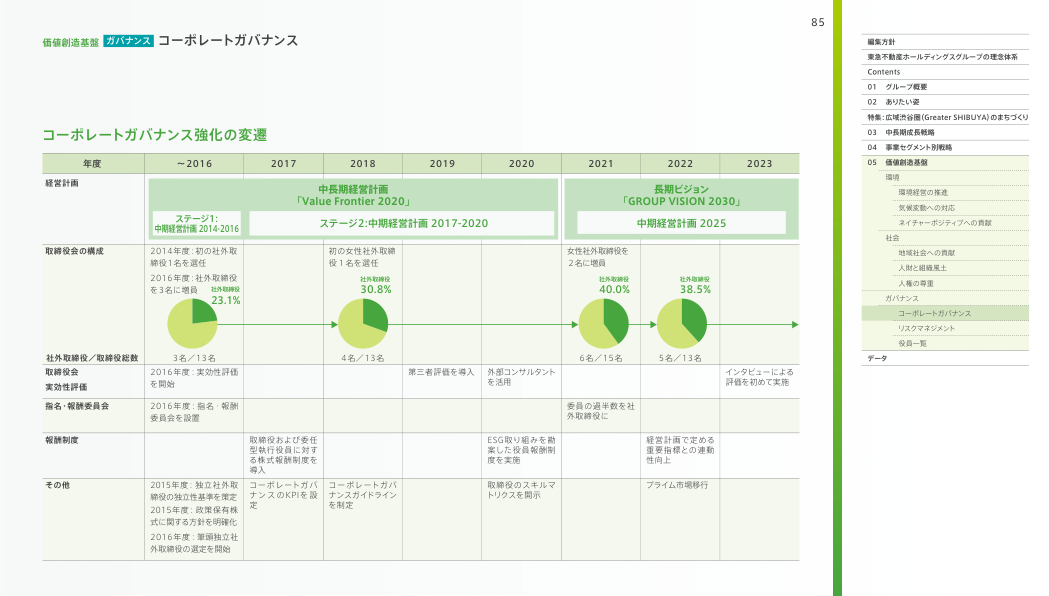 85
価値創造基盤 ガバナンス コーポレートガバナンス
コーポレートガバナンス強化の変遷
年度 ～2016 2017 2018 2019 2020 2021 2022 2023
経営計画
中長期経営計画
「Value Frontier 2020」
ステージ1:
中期経営計画 2014-2016
ステージ2:中期経営計画 2017-2020
長期ビジョン
「GROUP VISION 2030」
中期経営計画 2025
取締役会の構成
2014年度：初の社外取
締役1名を選任
2016年度：社外取締役
を3名に増員
社外取締役
23.1%
初の女性社外取締
役1名を選任
社外取締役
30.8%
女性社外取締役を
2名に増員
社外取締役
40.0%
社外取締役
38.5%
社外取締役／取締役総数
3名／13名
4名／13名
6名／15名
5名／13名
取締役会
実効性評価
2016年度：実効性評価
を開始
第三者評価を導入
外部コンサルタント
を活用
インタビューによる
評価を初めて実施
指名・報酬委員会
2016年度：指名・報酬
委員会を設置
委員の過半数を社
外取締役に
報酬制度
取締役および委任
型執行役員に対す
る株式報酬制度を
導入
ESG取り組みを勘
案した役員報酬制
度を実施
経営計画で定める
重要指標との連動
性向上
その他
2015年度：独立社外取
締役の独立性基準を策定
2015年度：政策保有株
式に関する方針を明確化
2016年度：筆頭独立社
外取締役の選定を開始
コーポレートガバ
ナンスのKPIを設
定
コーポレートガバ
ナンスガイドライン
を制定
取締役のスキルマ
トリクスを開示
プライム市場移行
編集方針
東急不動産ホールディングスグループの理念体系
Contents
01 グループ概要
02 ありたい姿
特集：広域渋谷圏（Greater SHIBUYA）のまちづくり
03 中長期成長戦略
04 事業セグメント別戦略
05 価値創造基盤
環境
環境経営の推進
気候変動への対応
ネイチャーポジティブへの貢献
社会
地域社会への貢献
人財と組織風土
人権の尊重
ガバナンス
コーポレートガバナンス
リスクマネジメント
役員一覧
データ